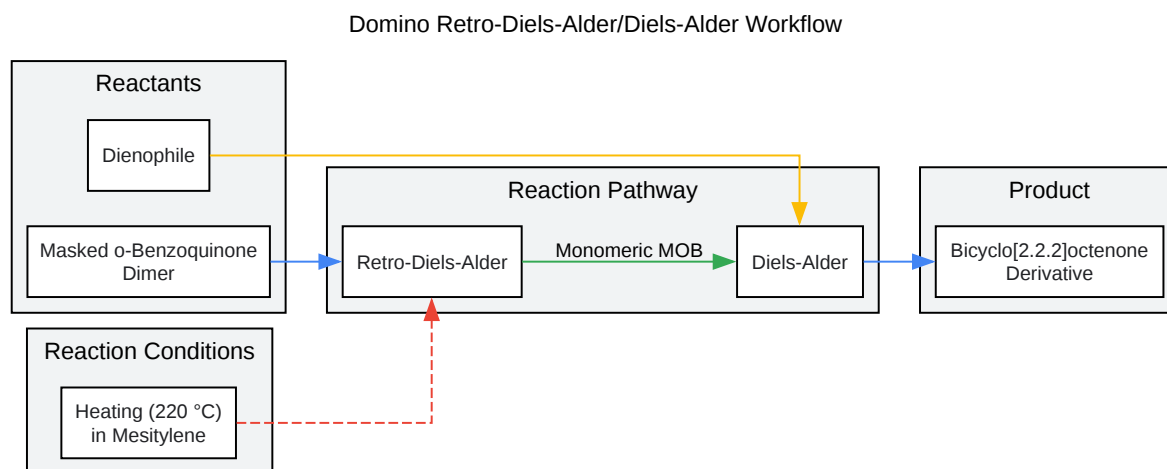 Domino Retro-Diels-Alder/Diels-Alder Workflow
Reactants
Dienophile
Masked o-Benzoquinone
Dimer
Reaction Pathway
Retro-Diels-Alder
Monomeric MOB
Diels-Alder
Product
Bicyclo[2.2.2]octenone
Derivative
Reaction Conditions
Heating (220 °C)
in Mesitylene